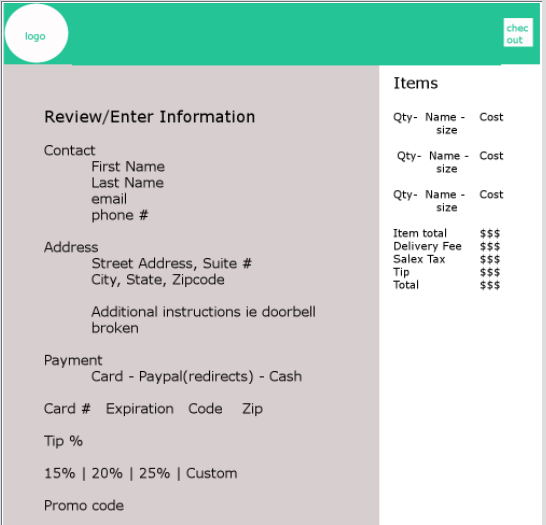 logo
chec
out
Review/Enter Information
Contact
First Name
Last Name
email
phone #
Address
Street Address, Suite #
City, State, Zipcode
Additional instructions ie doorbell
broken
Payment
Card - Paypal(redirects) - Cash
Card # Expiration Code Zip
Tip %
15% | 20% | 25% | Custom
Promo code
Items
Qty- Name - Cost
size
Qty- Name - Cost
size
Qty- Name - Cost
size
Item total $$$
Delivery Fee $$$
Salex Tax $$$
Tip $$$
Total $$$